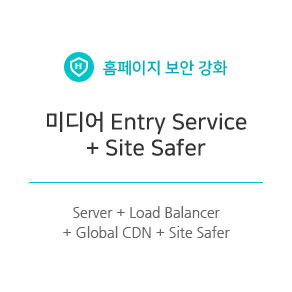 H
홈페이지 보안 강화
미디어 Entry Service
+ Site Safer
Server + Load Balancer
+ Global CDN + Site Safer